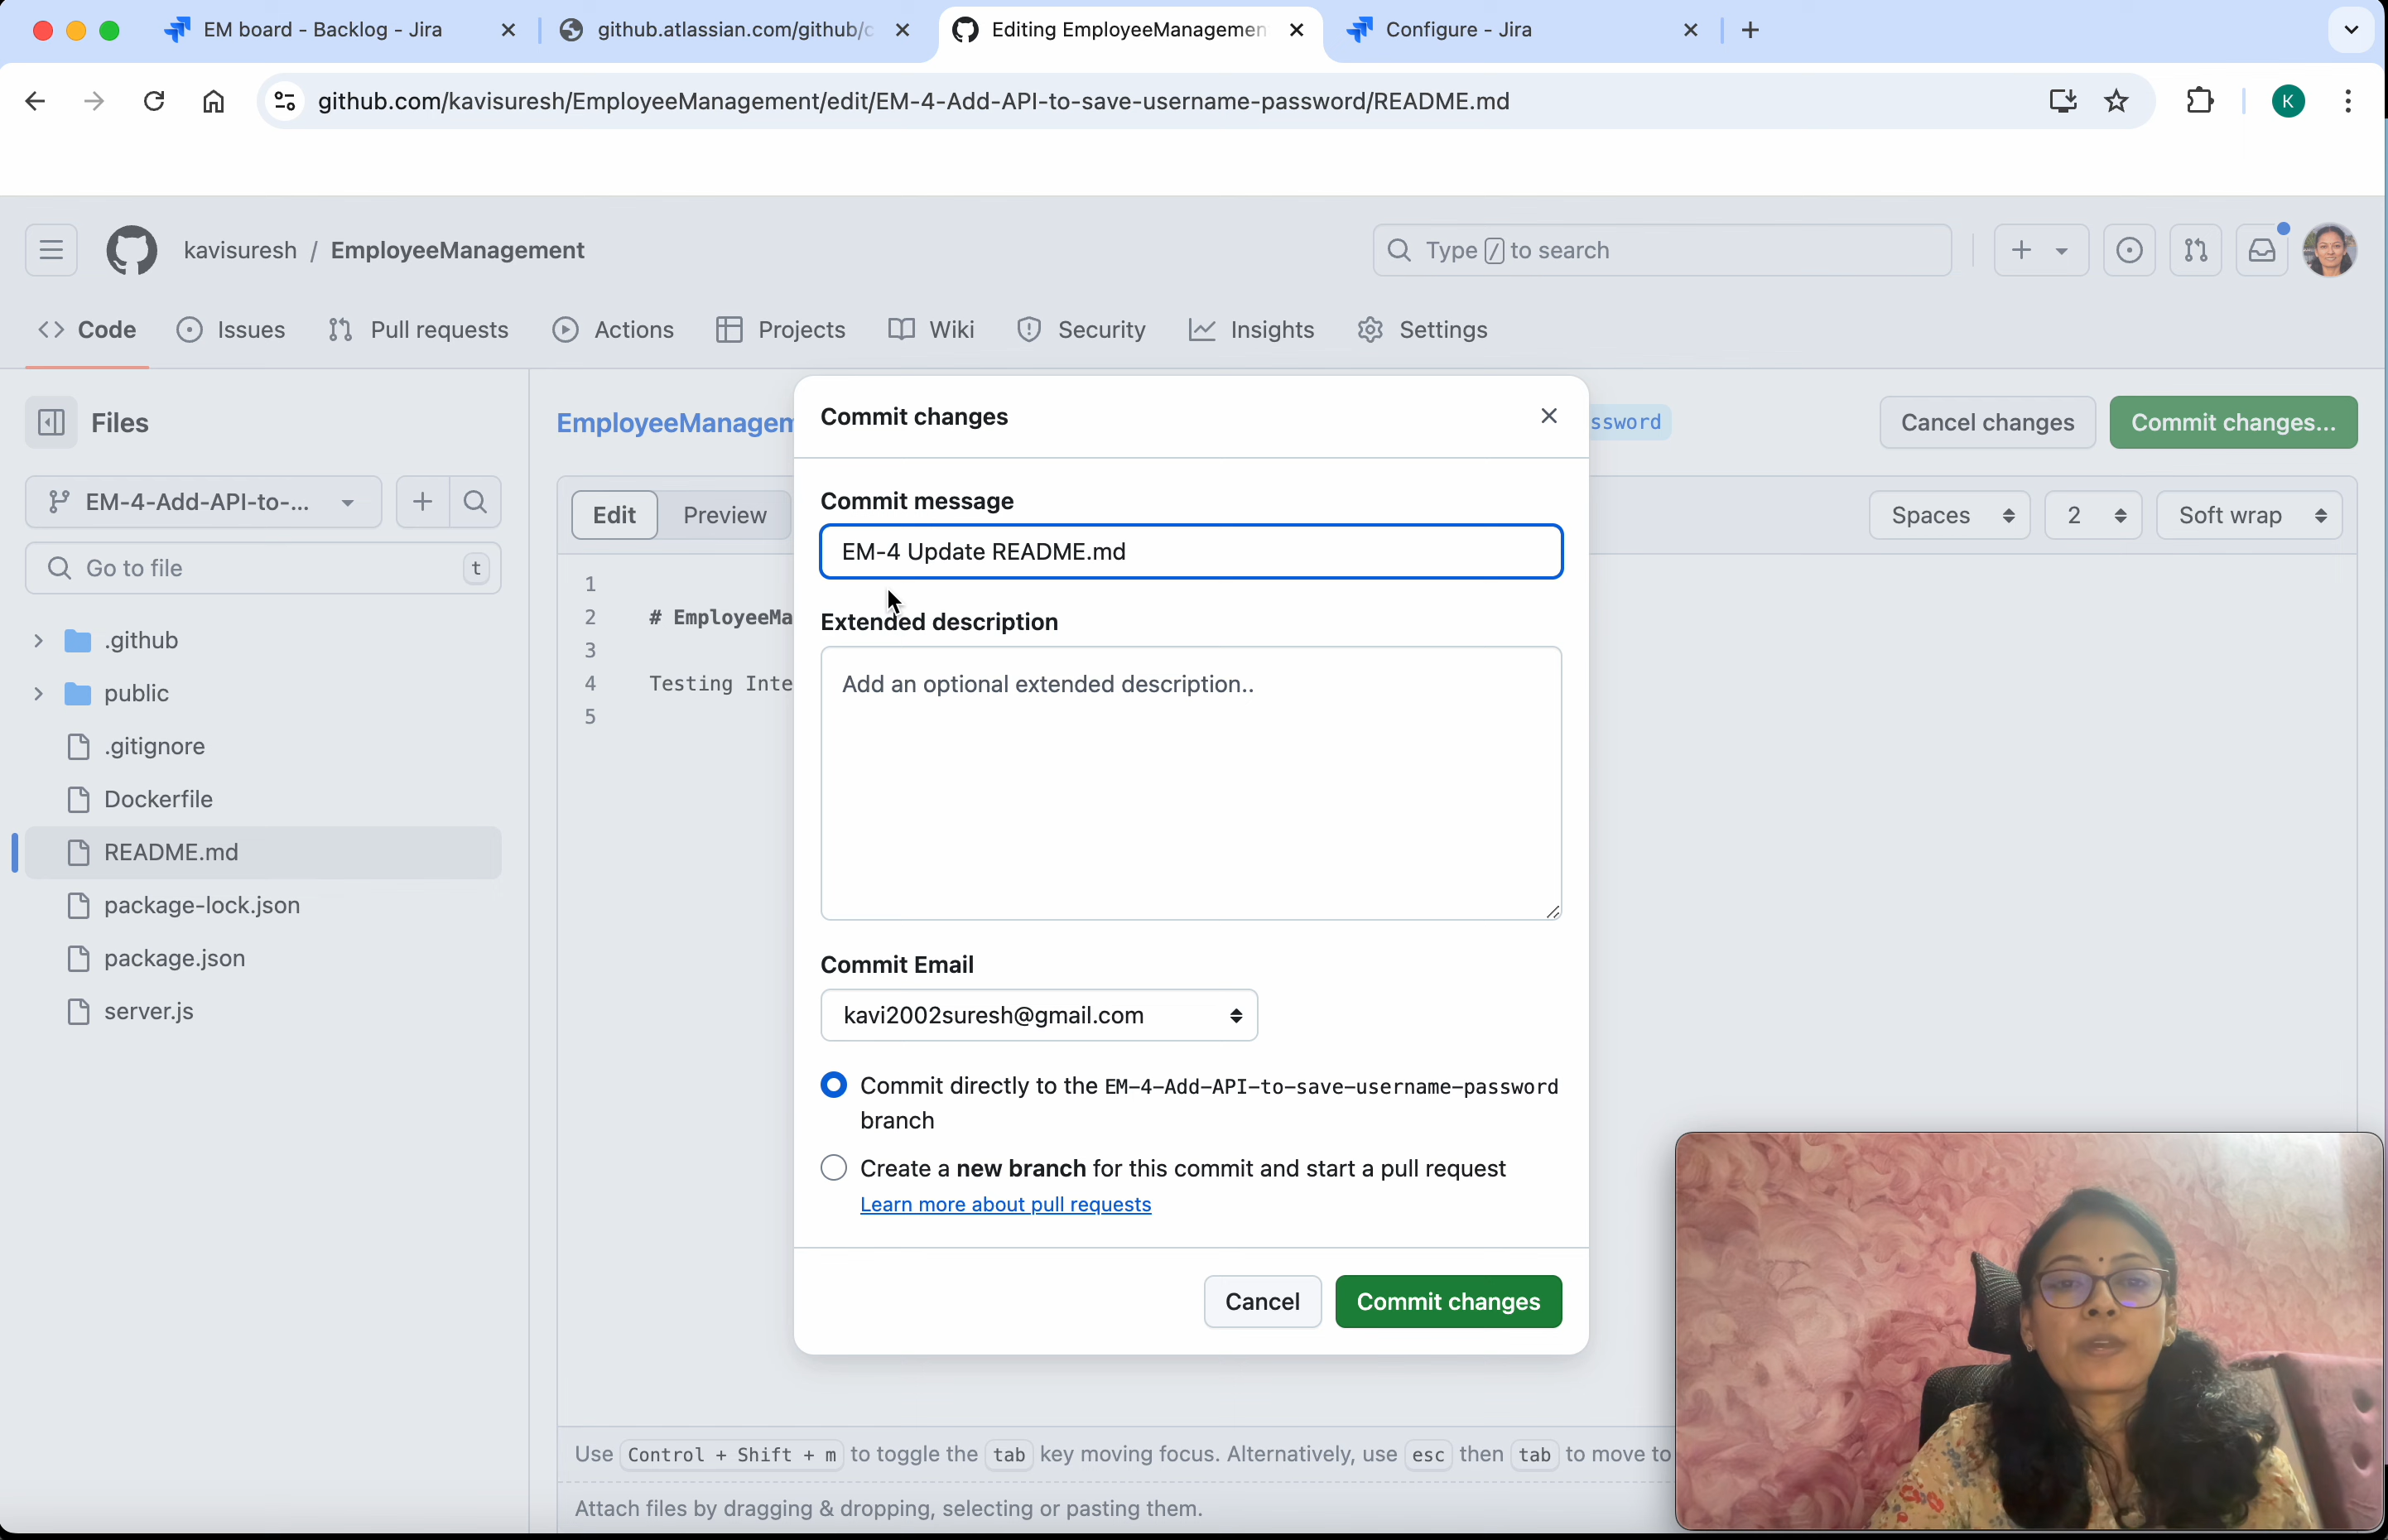 EM board - Backlog - Jira
github.atlassian.com/github/c
Editing EmployeeManagemen
Configure - Jira
github.com/kavisuresh/EmployeeManagement/edit/EM-4-Add-API-to-save-username-password/README.md
K
kavisuresh / EmployeeManagement
Type / to search
Code
Issues
Pull requests
Actions
Projects
Wiki
Security
Insights
Settings
Files
EmployeeManagem
ssword
Cancel changes
Commit changes...
EM-4-Add-API-to-...
Go to file
t
.github
public
.gitignore
Dockerfile
README.md
package-lock.json
package.json
server.js
Edit
Preview
Spaces
2
Soft wrap
1
2 # EmployeeMa
3
4 Testing Inte
5
Commit changes
Commit message
EM-4 Update README.md
Extended description
Add an optional extended description..
Commit Email
kavi2002suresh@gmail.com
Commit directly to the EM-4-Add-API-to-save-username-password
branch
Create a new branch for this commit and start a pull request
Learn more about pull requests
Cancel
Commit changes
Use Control + Shift + m to toggle the tab key moving focus. Alternatively, use esc then tab to move to
Attach files by dragging & dropping, selecting or pasting them.